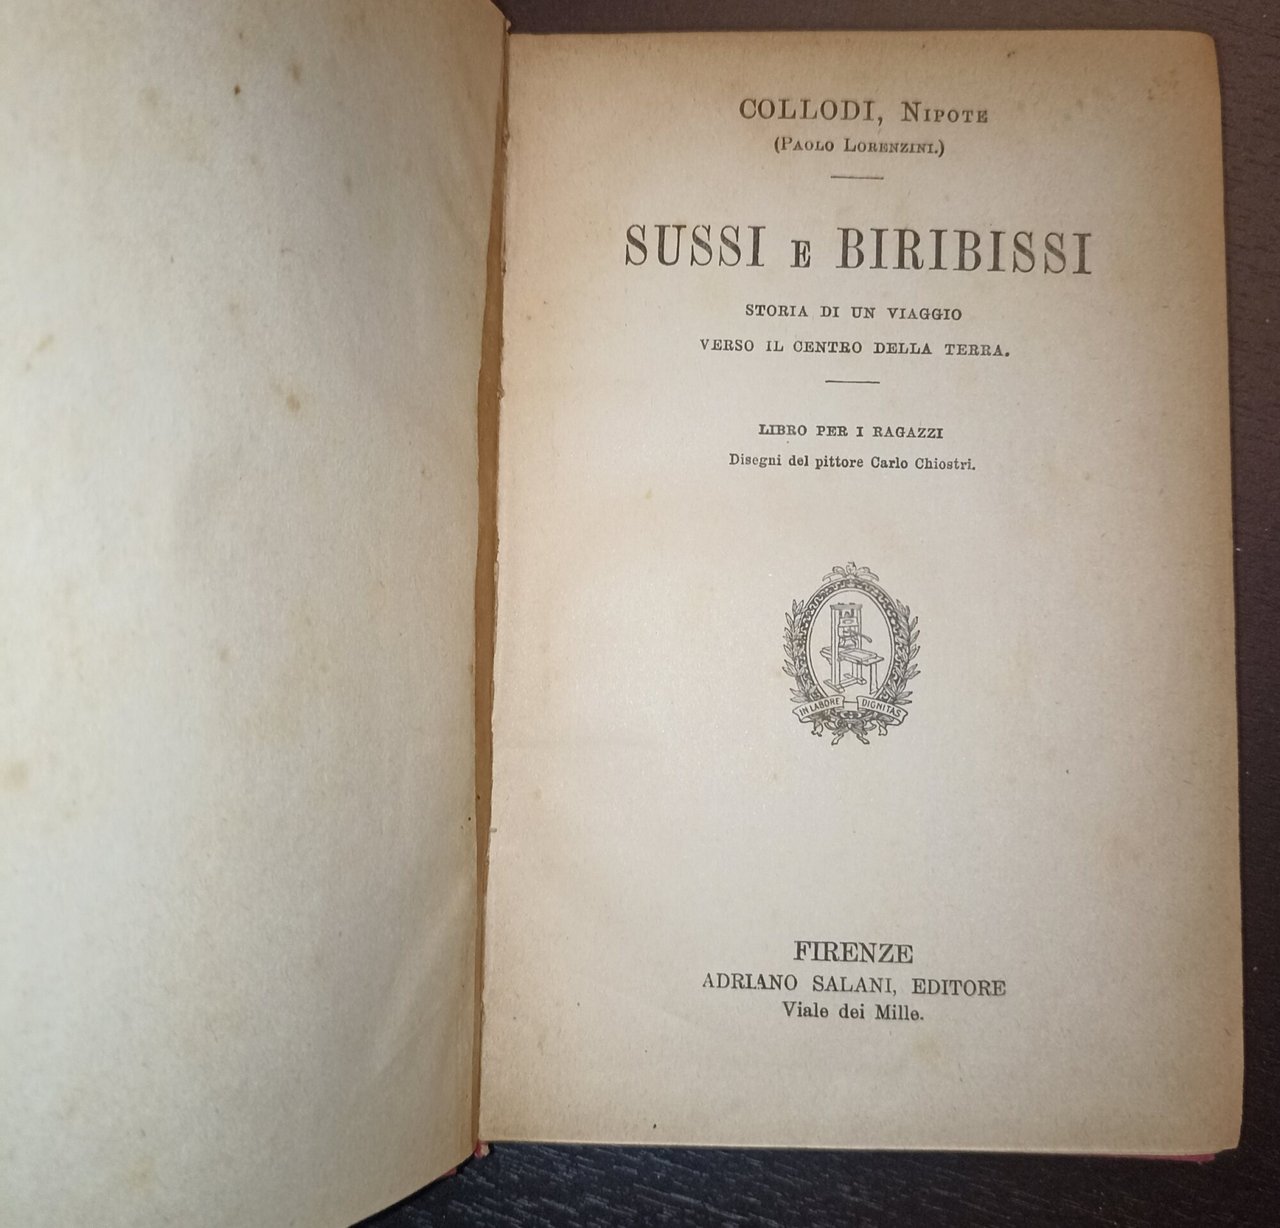 COLLODI, NIPOTE
(PAOLO LORENZINI.)
SUSSI E BIRIBISSI
STORIA DI UN VIAGGIO
VERSO IL CENTRO DELLA TERRA.
LIBRO PER I RAGAZZI
Disegni del pittore Carlo Chiostri.
IN LABORE DIGNITAS
FIRENZE
ADRIANO SALANI, EDITORE
Viale dei Mille.